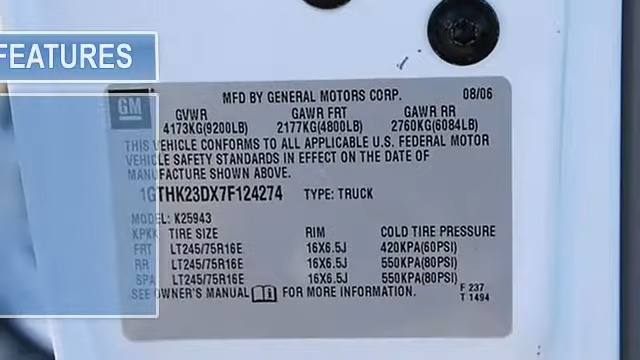 FEATURES
GM
MFD BY GENERAL MOTORS CORP. 08/06
GVWR GAWR FRT GAWR RR
4173KG(9200LB) 2177KG(4800LB) 2760KG(6084LB)
THIS VEHICLE CONFORMS TO ALL APPLICABLE U.S. FEDERAL MOTOR
VEHICLE SAFETY STANDARDS IN EFFECT ON THE DATE OF
MANUFACTURE SHOWN ABOVE.
1GTHK23DX7F124274 TYPE: TRUCK
MODEL: K25943
TIRE SIZE RIM COLD TIRE PRESSURE
FRT LT245/75R16E 16X6.5J 420KPA(60PSI)
RR LT245/75R16E 16X6.5J 550KPA(80PSI)
SPA LT245/75R16E 16X6.5J 550KPA(80PSI)
SEE OWNER'S MANUAL FOR MORE INFORMATION.
F 237
T 1494